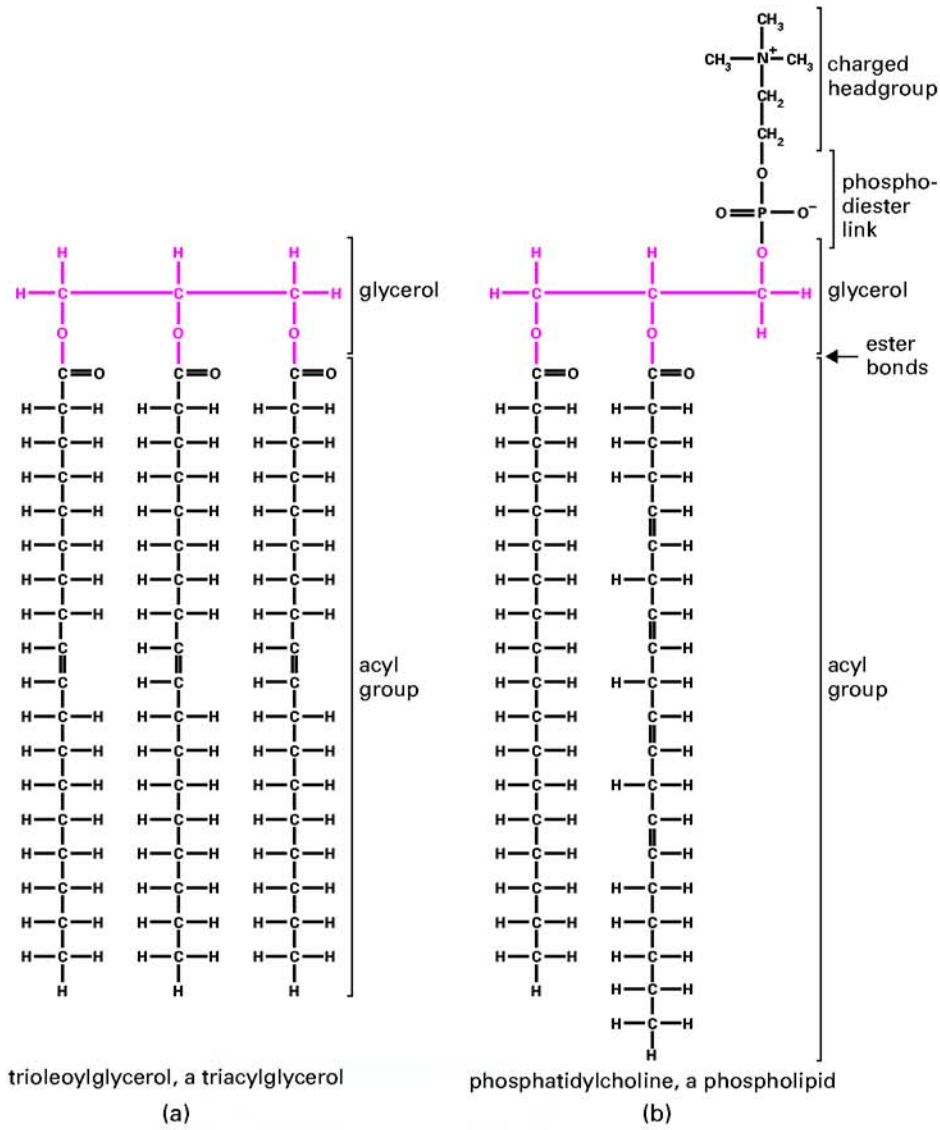 CH₃
CH₃ N⁺ CH₃
charged
headgroup
CH₂
CH₂
O
phospho-
diester
link
O P O⁻
H H H H H O
H C C C H glycerol H C C C H glycerol
O O O O O H
ester
bonds
C O C O C O C O C O
H C H H C H H C H H C H H C H
H C H H C H H C H H C H H C H
H C H H C H H C H H C H H C H
H C H H C H H C H H C H C H
H C H H C H H C H H C H C H
H C H H C H H C H H C H H C H
H C H H C H H C H H C H C H
H C H C H C H C H C H
acyl
group
acyl
group
H C H C H C H C H H C H
H C H H C H H C H H C H C H
H C H H C H H C H H C H C H
H C H H C H H C H H C H H C H
H C H H C H H C H H C H C H
H C H H C H H C H H C H C H
H C H H C H H C H H C H H C H
H C H H C H H C H H C H H C H
H C H H C H H C H H C H H C H
H H H H H C H
H C H
H
trioleoylglycerol, a triacylglycerol
phosphatidylcholine, a phospholipid
(a)
(b)